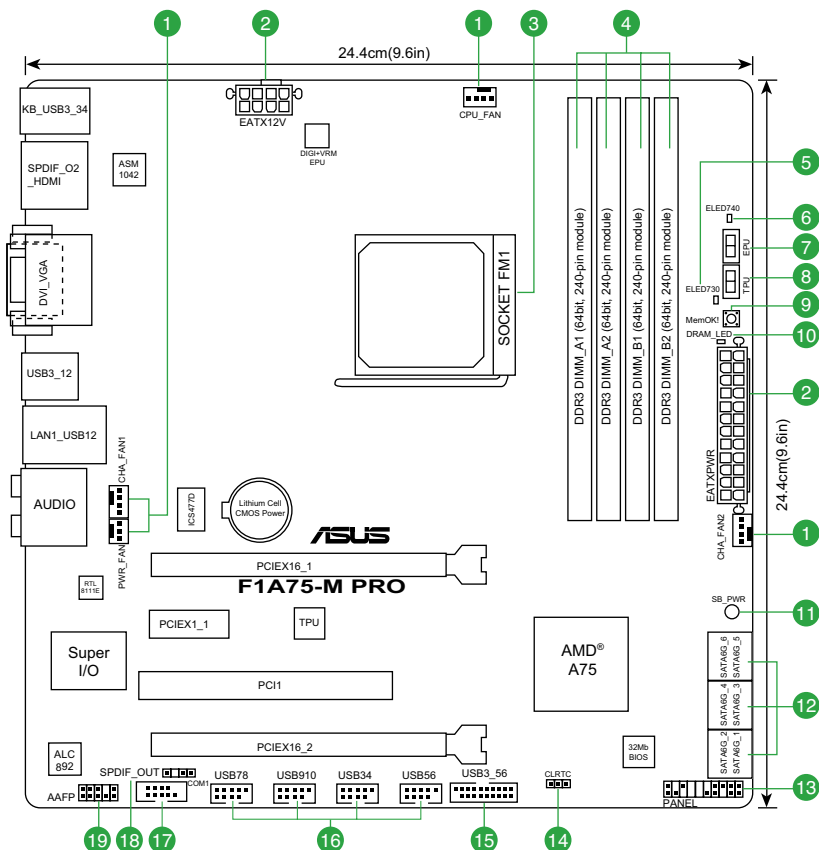 1
2
1
3
4
24.4cm(9.6in)
KB_USB3_34
EATX12V
CPU_FAN
DIGI+VRM
EPU
ASM
1042
SPDIF_O2
_HDMI
5
ELED740
6
EPU
7
DVI_VGA
SOCKET FM1
3
DDR3 DIMM_A1 (64bit, 240-pin module)
DDR3 DIMM_A2 (64bit, 240-pin module)
DDR3 DIMM_B1 (64bit, 240-pin module)
DDR3 DIMM_B2 (64bit, 240-pin module)
TPU
8
ELED730
9
MemOK!
DRAM_LED
10
USB3_12
2
LAN1_USB12
CHA_FAN1
EATXPWR
24.4cm(9.6in)
AUDIO
ICS477D
Lithium Cell
CMOS Power
PWR_FAN
ASUS
CHA_FAN2
1
PCIEX16_1
F1A75-M PRO
RTL
8111E
SB_PWR
11
PCIEX1_1
TPU
Super
I/O
AMD®
A75
SATA6G_6
SATA6G_5
PCI1
SATA6G_4
SATA6G_3
12
PCIEX16_2
32Mb
BIOS
SATA6G_2
SATA6G_1
ALC
892
SPDIF_OUT
COM1
USB78
USB910
USB34
USB56
USB3_56
CLRTC
AAFP
PANEL
13
19
18
17
16
15
14